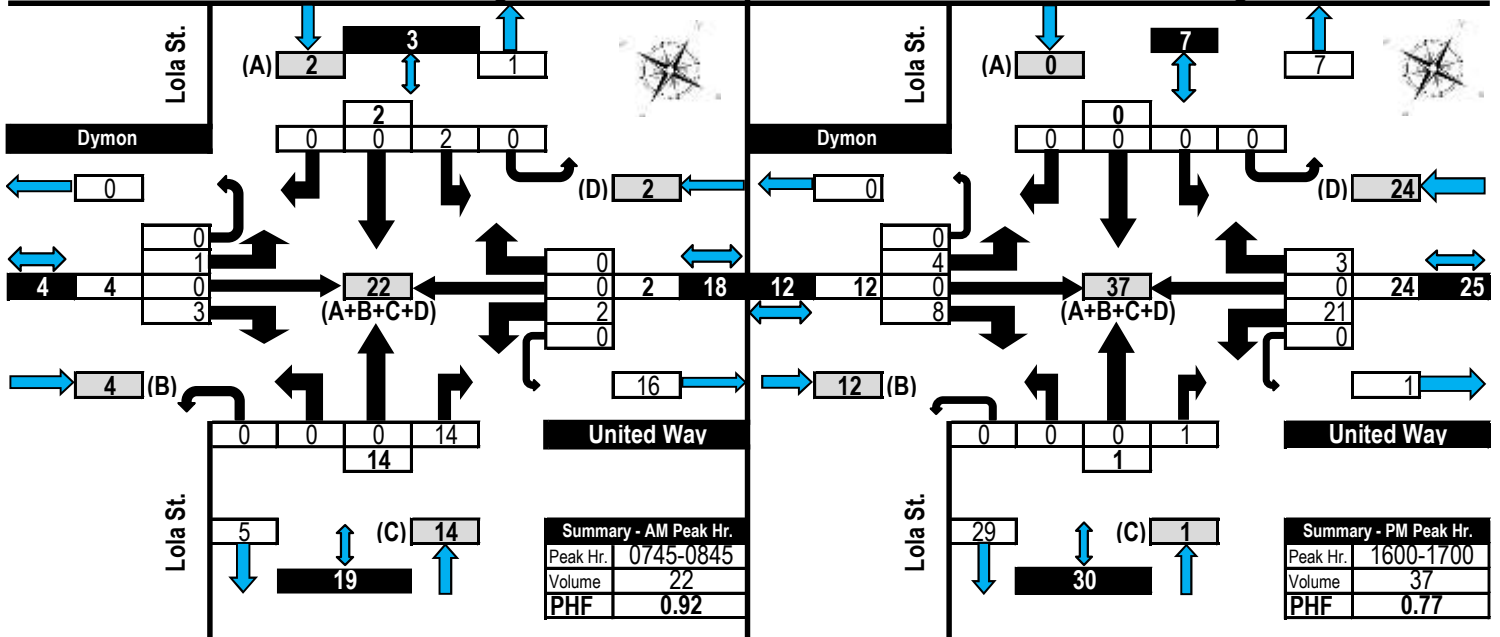 Lola St.
3
(A) 2
1
2
0 0 2 0
Dymon
0
(D) 2
0
1
4 4 0
3
22
(A+B+C+D)
0
0 2 18
2
0
4 (B)
16
0 0 0 14
14
United Way
Lola St.
5
(C) 14
19
Summary - AM Peak Hr.
Peak Hr. 0745-0845
Volume 22
PHF 0.92
Lola St.
7
(A) 0
7
0
0 0 0 0
Dymon
0
(D) 24
0
4
12 12 0
8
37
(A+B+C+D)
3
0 24 25
21
0
12 (B)
1
0 0 0 1
1
United Way
Lola St.
29
(C) 1
30
Summary - PM Peak Hr.
Peak Hr. 1600-1700
Volume 37
PHF 0.77